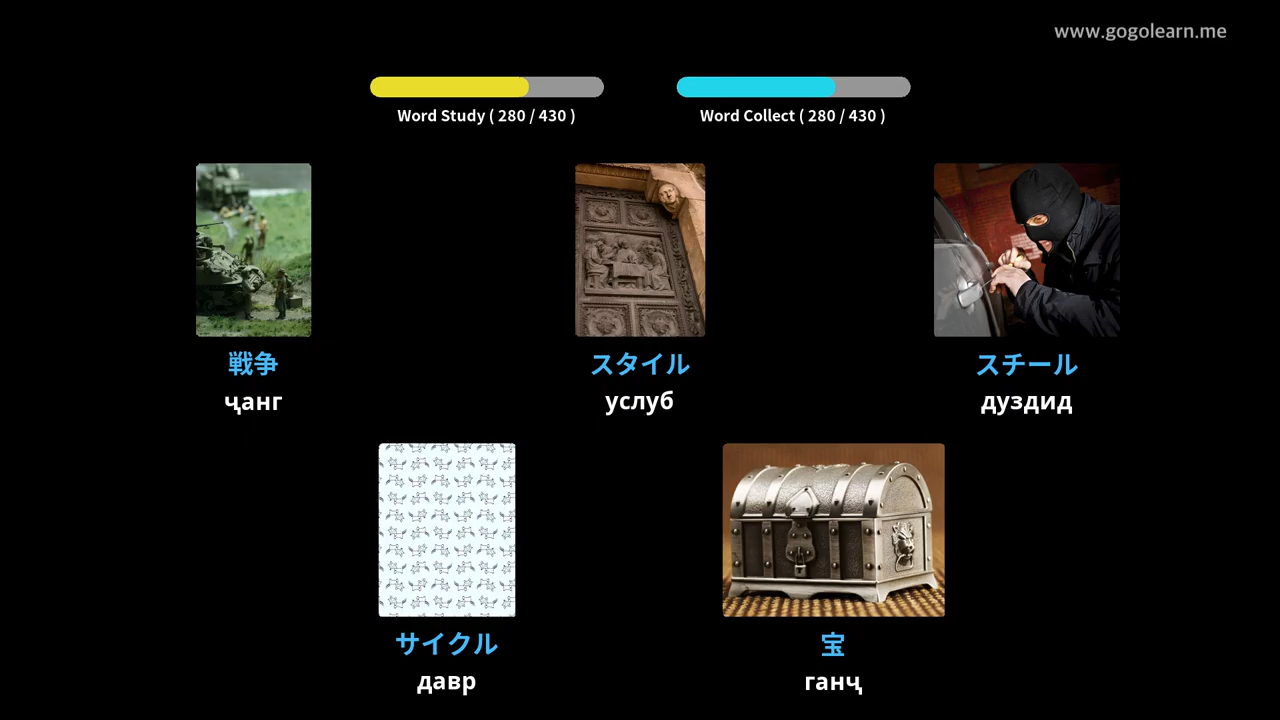 www.gogolearn.me
Word Study ( 280 / 430 )
Word Collect ( 280 / 430 )
戦争
ҷанг
スタイル
услуб
スチール
дуздид
サイクル
давр
宝
ганҷ